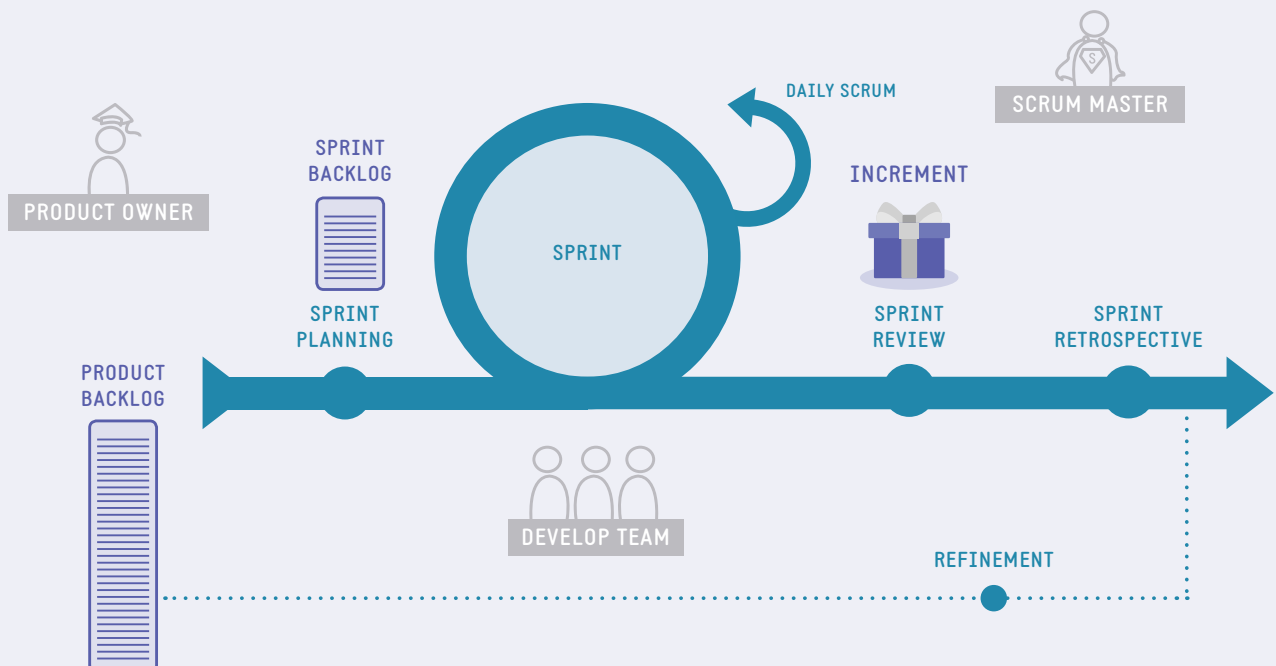 S
SCRUM MASTER
DAILY SCRUM
PRODUCT OWNER
SPRINT
BACKLOG
INCREMENT
SPRINT
SPRINT
PLANNING
SPRINT
REVIEW
SPRINT
RETROSPECTIVE
PRODUCT
BACKLOG
DEVELOP TEAM
REFINEMENT